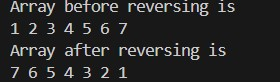 Array before reversing is
1 2 3 4 5 6 7
Array after reversing is
7 6 5 4 3 2 1